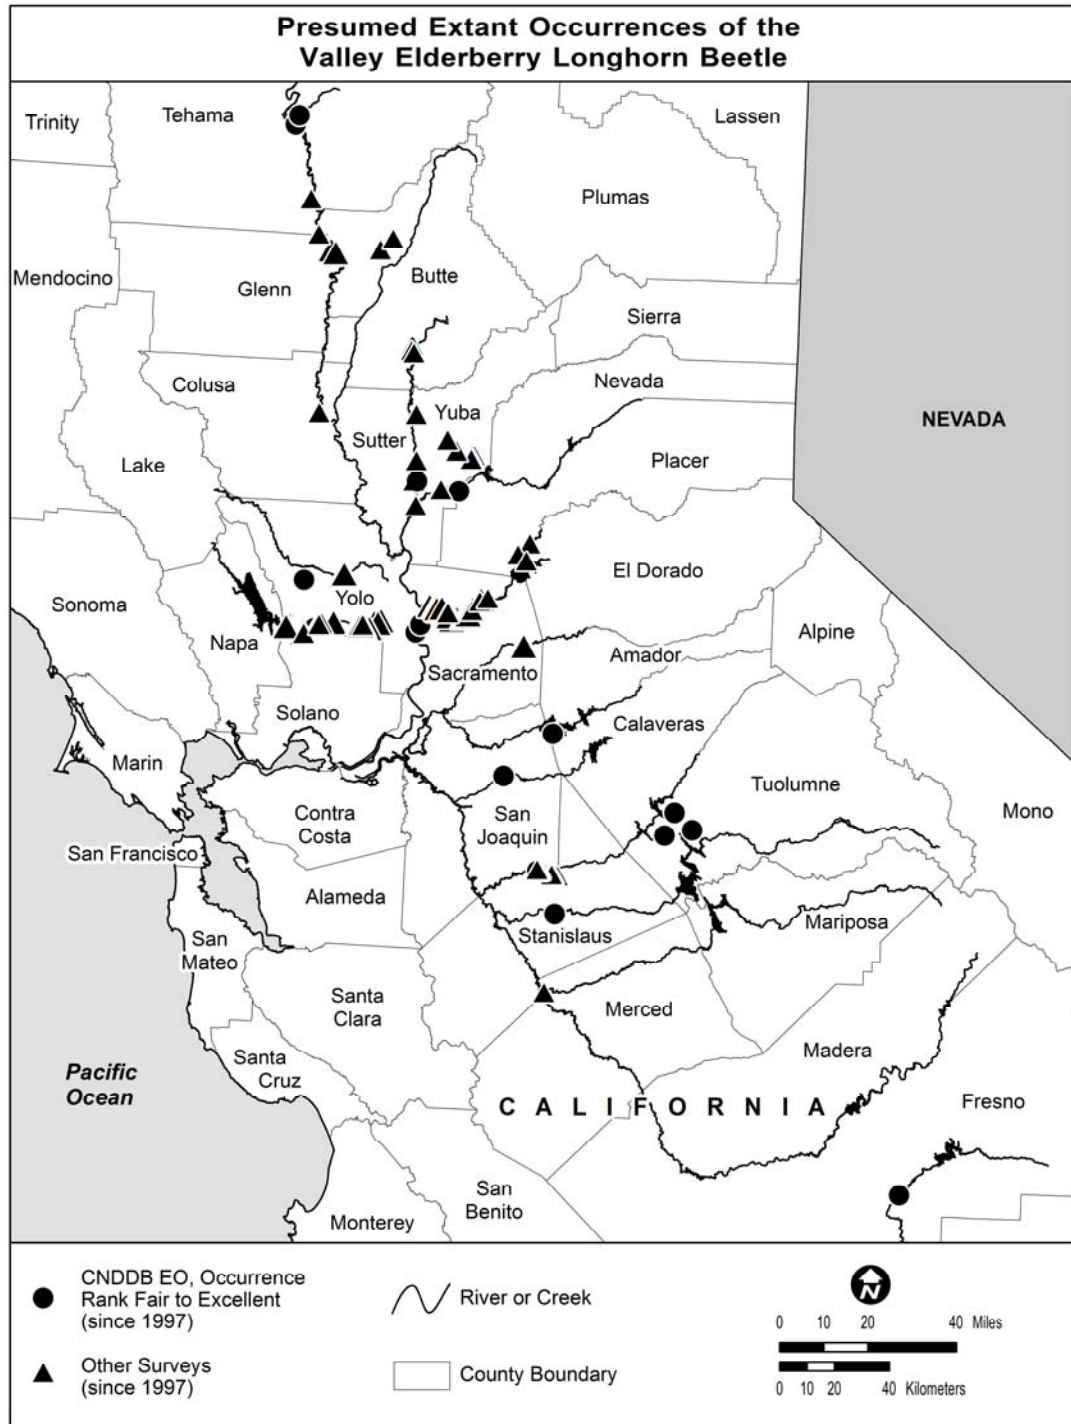 Presumed Extant Occurrences of the
Valley Elderberry Longhorn Beetle
Trinity
Tehama
Lassen
Plumas
Mendocino
Glenn
Butte
Sierra
Colusa
Nevada
Yuba
Sutter
NEVADA
Lake
Placer
El Dorado
Sonoma
Yolo
Napa
Alpine
Amador
Sacramento
Solano
Calaveras
Marin
Tuolumne
Mono
Contra
Costa
San
Joaquin
San Francisco
Alameda
Mariposa
Stanislaus
San
Mateo
Santa
Clara
Merced
Madera
Santa
Cruz
Pacific
Ocean
CALIFORNIA
Fresno
San
Benito
Monterey
CNDDB EO, Occurrence
Rank Fair to Excellent
(since 1997)
River or Creek
N
0 10 20 40 Miles
Other Surveys
(since 1997)
County Boundary
0 10 20 40 Kilometers